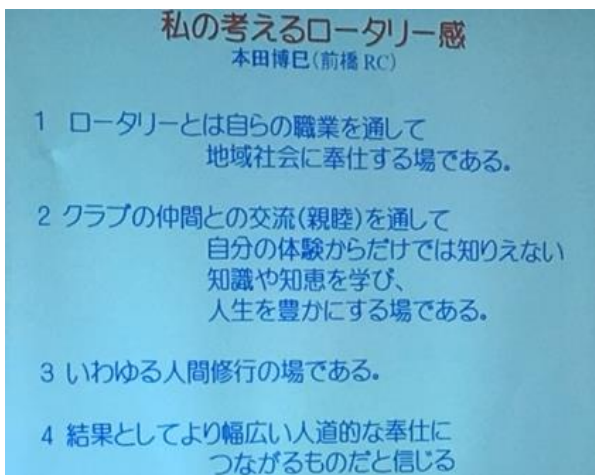 私の考えるロータリー感
本田博巳(前橋RC)
1 ロータリーとは自らの職業を通して
地域社会に奉仕する場である。
2 クラブの仲間との交流(親睦)を通して
自分の体験からだけでは知りえない
知識や知恵を学び、
人生を豊かにする場である。
3 いわゆる人間修行の場である。
4 結果としてより幅広い人道的な奉仕に
つながるものだと信じる